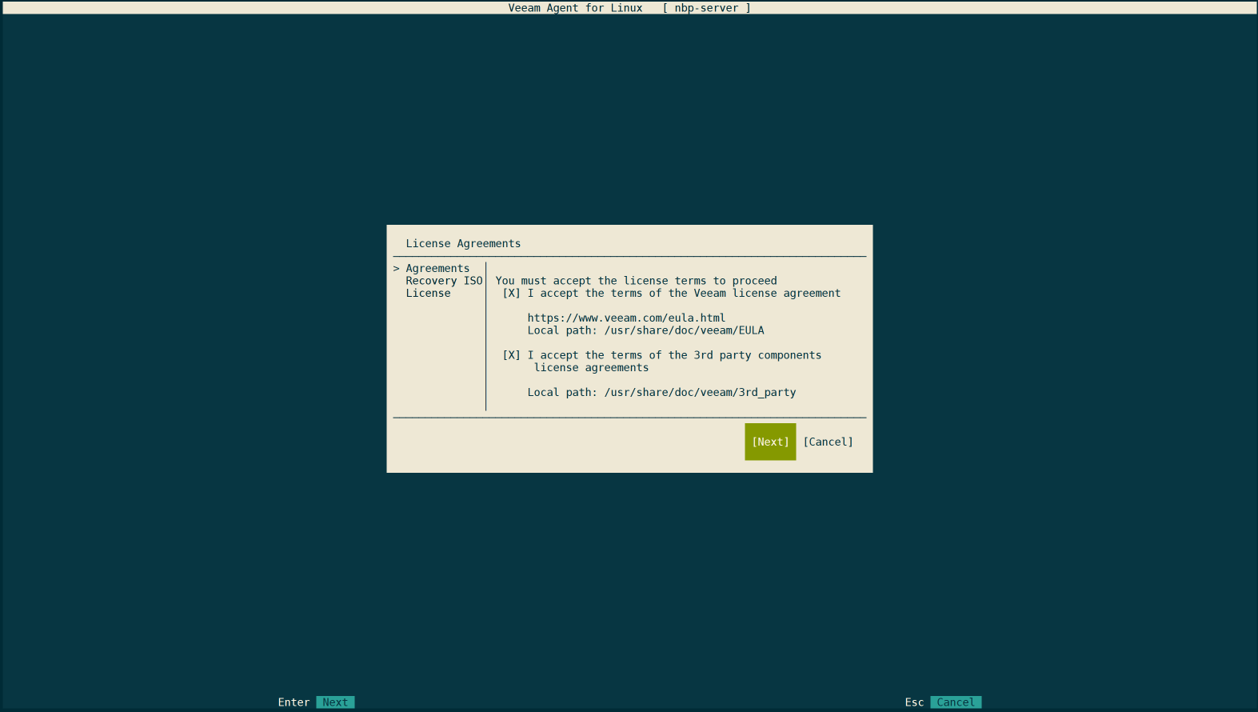 Veeam Agent for Linux [ nbp-server ]
License Agreements
> Agreements
Recovery ISO
License
You must accept the license terms to proceed
[X] I accept the terms of the Veeam license agreement
https://www.veeam.com/eula.html
Local path: /usr/share/doc/veeam/EULA
[X] I accept the terms of the 3rd party components
license agreements
Local path: /usr/share/doc/veeam/3rd_party
[Next] [Cancel]
Enter Next Esc Cancel